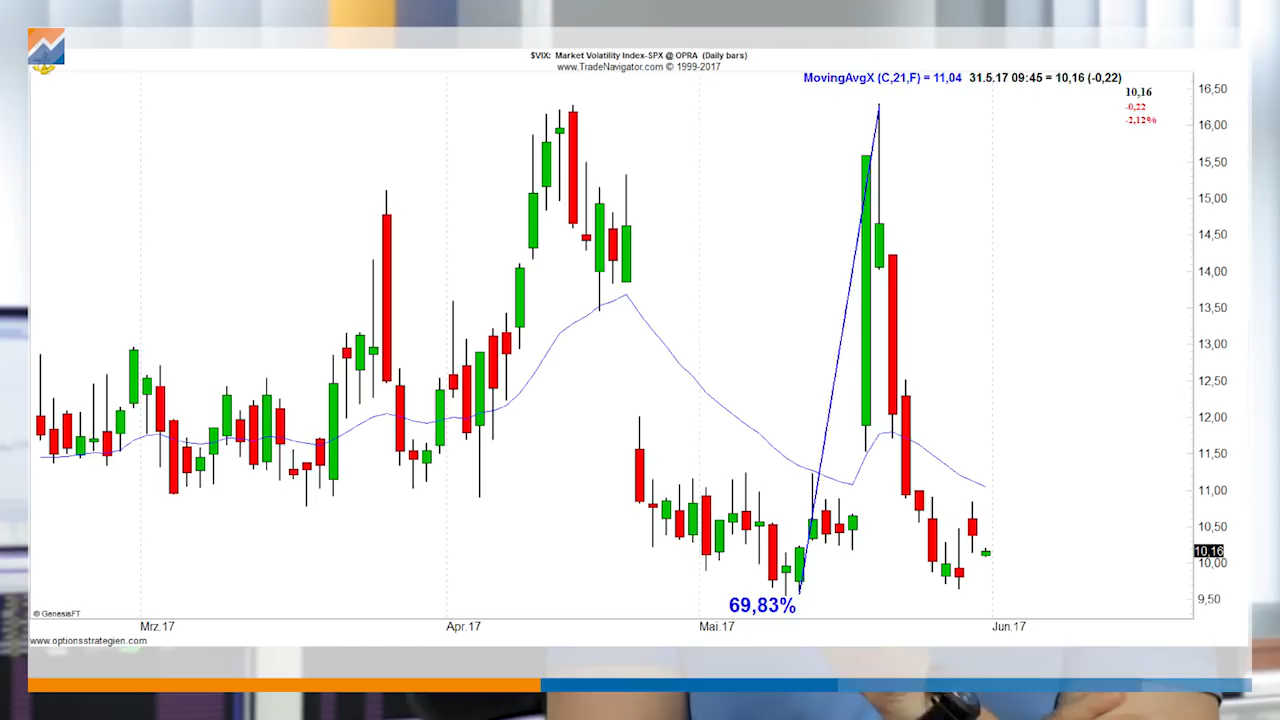 $VIX: Market Volatility Index-SPX @ OPRA (Daily bars)
www.TradeNavigator.com © 1999-2017
MovingAvgX (C,21,F) = 11,04 31.5.17 09:45 = 10,16 (-0,22)
10,16
-0,22
-2,12%
16,50
16,00
15,50
15,00
14,50
14,00
13,50
13,00
12,50
12,00
11,50
11,00
10,50
10,16
10,00
9,50
69,83%
© GenesisFT
Mrz.17
Apr.17
Mai.17
Jun.17
www.optionsstrategien.com